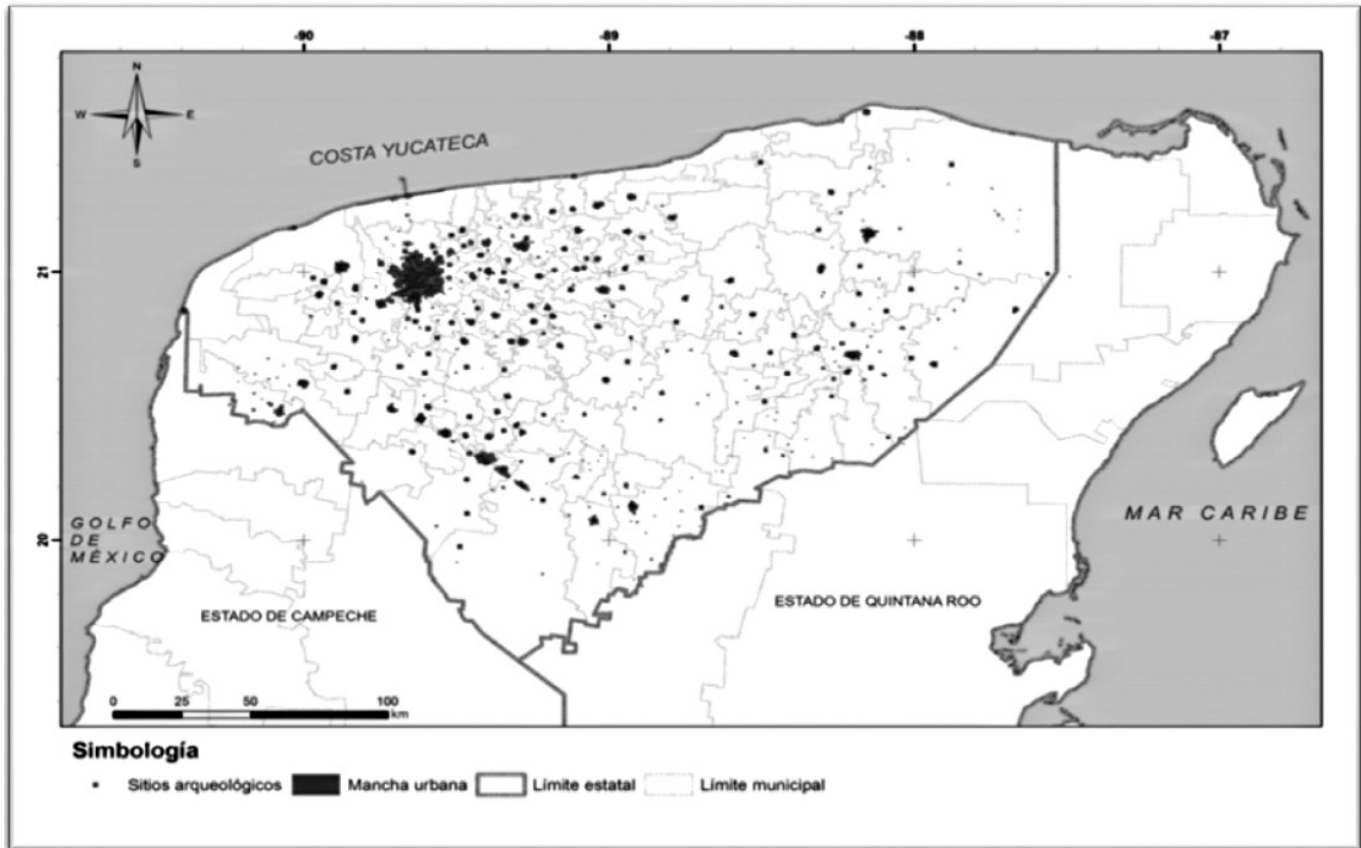 -90 -89 -88 -87
N
W E
S
COSTA YUCATECA
21
GOLFO
DE
MÉXICO
MAR CARIBE
20
ESTADO DE CAMPECHE
ESTADO DE QUINTANA ROO
0 25 50 100
km
Simbología
Sitios arqueológicos Mancha urbana Límite estatal Límite municipal